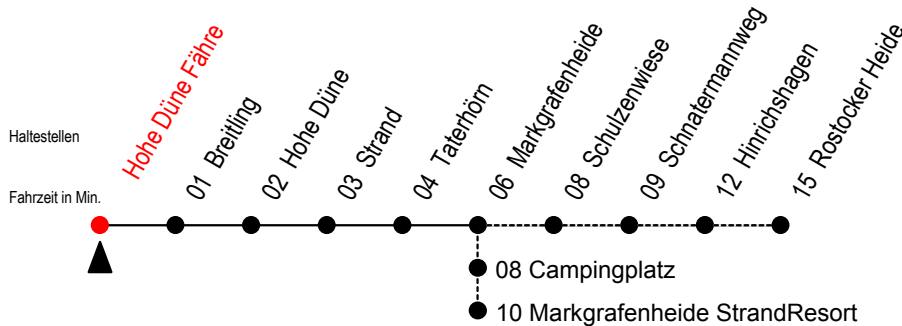 Haltestellen
Fahrzeit in Min.
Hohe Düne Fähre
01 Breitling
02 Hohe Düne
03 Strand
04 Taterhörn
06 Markgrafenheide
08 Schulzenwiese
09 Schnatermannweg
12 Hinrichshagen
15 Rostocker Heide
08 Campingplatz
10 Markgrafenheide StrandResort